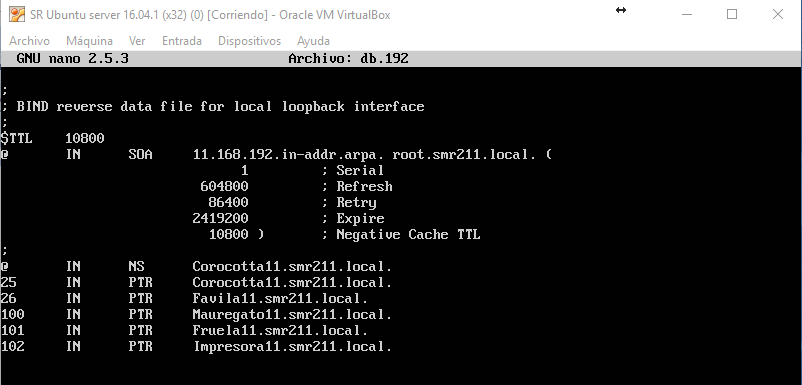 SR Ubuntu server 16.04.1 (x32) (0) [Corriendo] - Oracle VM VirtualBox
Archivo Máquina Ver Entrada Dispositivos Ayuda
GNU nano 2.5.3 Archivo: db.192
;
; BIND reverse data file for local loopback interface
;
$TTL 10800
@ IN SOA 11.168.192.in-addr.arpa. root.smr211.local. (
1 ; Serial
604800 ; Refresh
86400 ; Retry
2419200 ; Expire
10800 ) ; Negative Cache TTL
;
@ IN NS Corocotta11.smr211.local.
25 IN PTR Corocotta11.smr211.local.
26 IN PTR Favila11.smr211.local.
100 IN PTR Mauregato11.smr211.local.
101 IN PTR Fruela11.smr211.local.
102 IN PTR Impresora11.smr211.local.